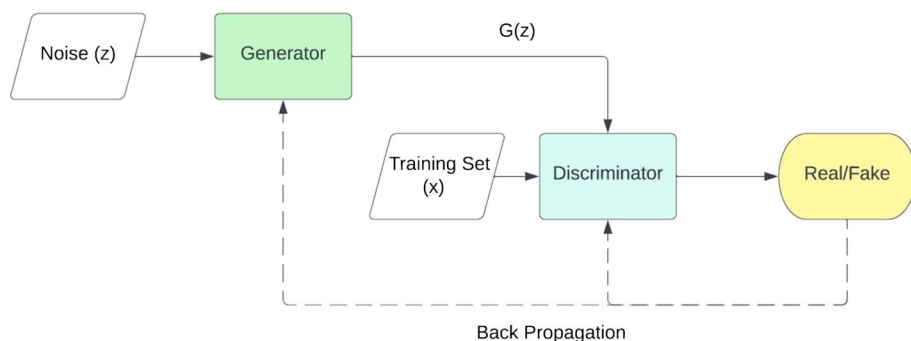 G(z)
Noise (z)
Generator
Training Set
(x)
Discriminator
Real/Fake
Back Propagation